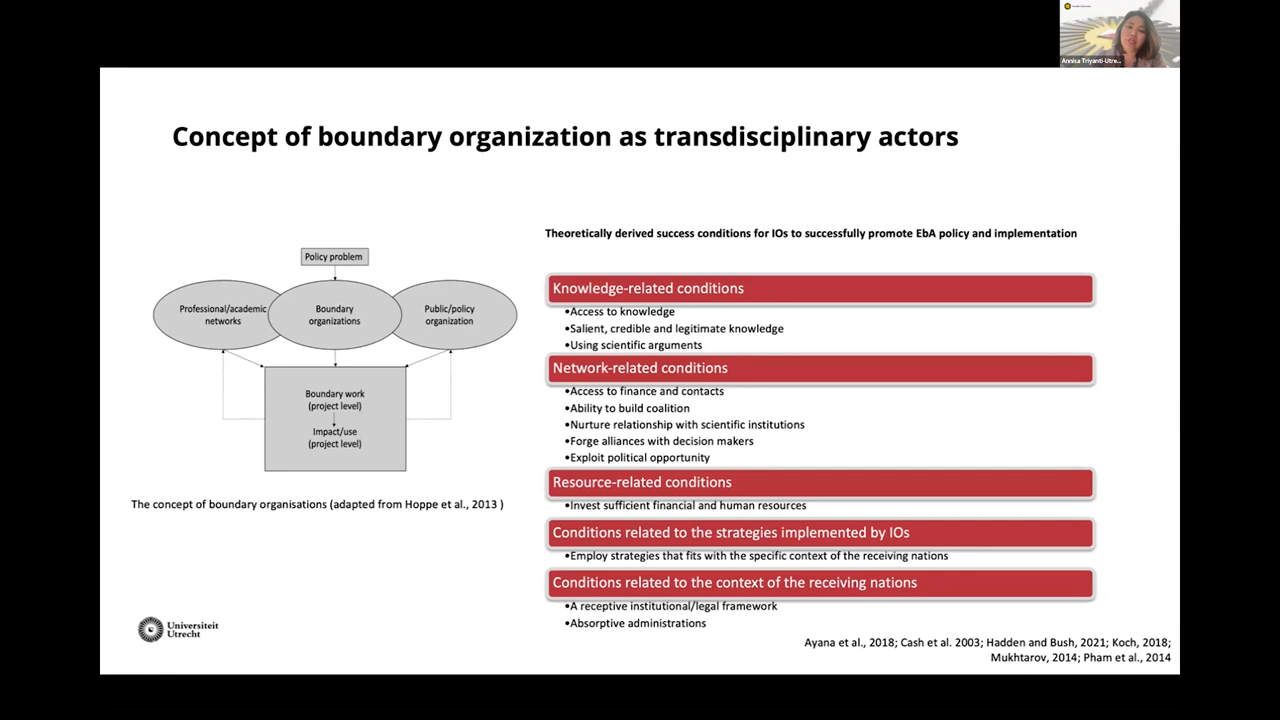 Annisa Triyanti-Utre...
Concept of boundary organization as transdisciplinary actors
Policy problem
Professional/academic
networks
Boundary
organizations
Public/policy
organization
Boundary work
(project level)
Impact/use
(project level)
The concept of boundary organisations (adapted from Hoppe et al., 2013 )
Theoretically derived success conditions for IOs to successfully promote EbA policy and implementation
Knowledge-related conditions
•Access to knowledge
•Salient, credible and legitimate knowledge
•Using scientific arguments
Network-related conditions
•Access to finance and contacts
•Ability to build coalition
•Nurture relationship with scientific institutions
•Forge alliances with decision makers
•Exploit political opportunity
Resource-related conditions
•Invest sufficient financial and human resources
Conditions related to the strategies implemented by IOs
•Employ strategies that fits with the specific context of the receiving nations
Conditions related to the context of the receiving nations
•A receptive institutional/legal framework
•Absorptive administrations
Universiteit
Utrecht
Ayana et al., 2018; Cash et al. 2003; Hadden and Bush, 2021; Koch, 2018;
Mukhtarov, 2014; Pham et al., 2014